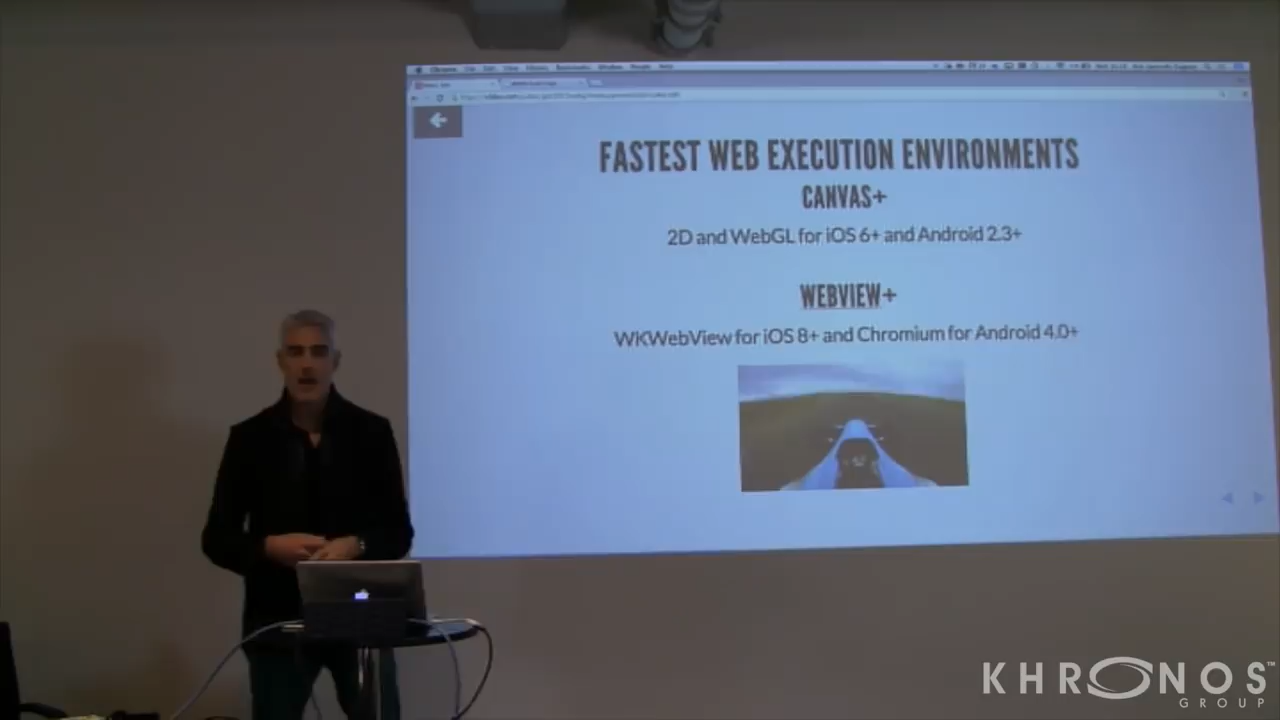 FASTEST WEB EXECUTION ENVIRONMENTS
CANVAS+
2D and WebGL for iOS 6+ and Android 2.3+
WEBVIEW+
WKWebView for iOS 8+ and Chromium for Android 4.0+
KHRONOS™
GROUP